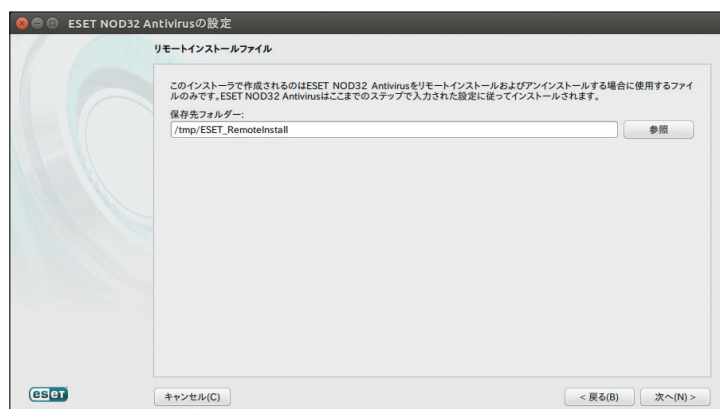 ESET NOD32 Antivirusの設定
リモートインストールファイル
このインストーラで作成されるのはESET NOD32 Antivirusをリモートインストールおよびアンインストールする場合に使用するファイ
ルのみです。ESET NOD32 Antivirusはここまでのステップで入力された設定に従ってインストールされます。
保存先フォルダー:
/tmp/ESET_RemoteInstall
参照
eseT
キャンセル(C)
< 戻る(B)
次へ(N) >